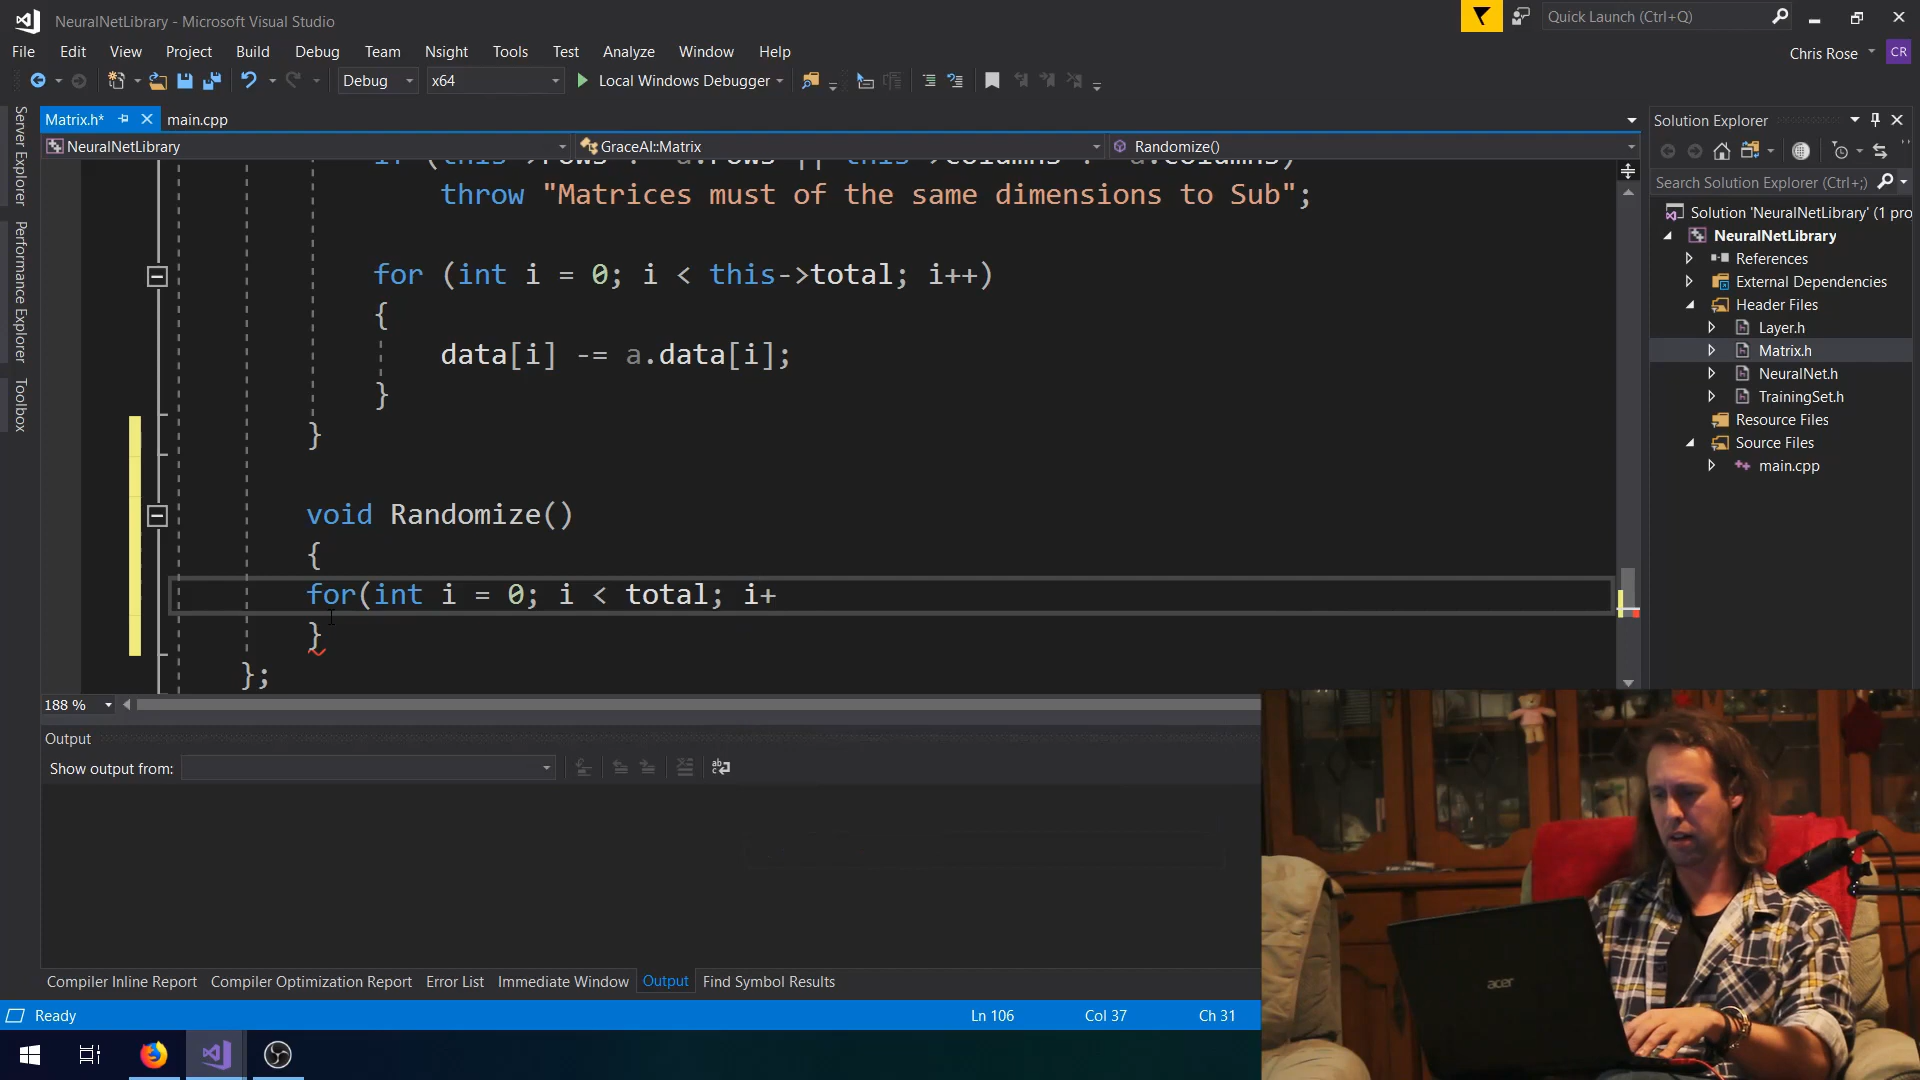 NeuralNetLibrary - Microsoft Visual Studio
Quick Launch (Ctrl+Q)
File Edit View Project Build Debug Team Nsight Tools Test Analyze Window Help
Chris Rose CR
Debug x64 Local Windows Debugger
Server Explorer
Performance Explorer
Toolbox
Matrix.h* main.cpp
NeuralNetLibrary GraceAI::Matrix Randomize()
throw "Matrices must of the same dimensions to Sub";
for (int i = 0; i < this->total; i++)
{
data[i] -= a.data[i];
}
}
void Randomize()
{
for(int i = 0; i < total; i+
}
};
188 %
Solution Explorer
Search Solution Explorer (Ctrl+;)
Solution 'NeuralNetLibrary' (1 pro
NeuralNetLibrary
References
External Dependencies
Header Files
Layer.h
Matrix.h
NeuralNet.h
TrainingSet.h
Resource Files
Source Files
main.cpp
Output
Show output from:
Compiler Inline Report Compiler Optimization Report Error List Immediate Window Output Find Symbol Results
Ready Ln 106 Col 37 Ch 31
acer